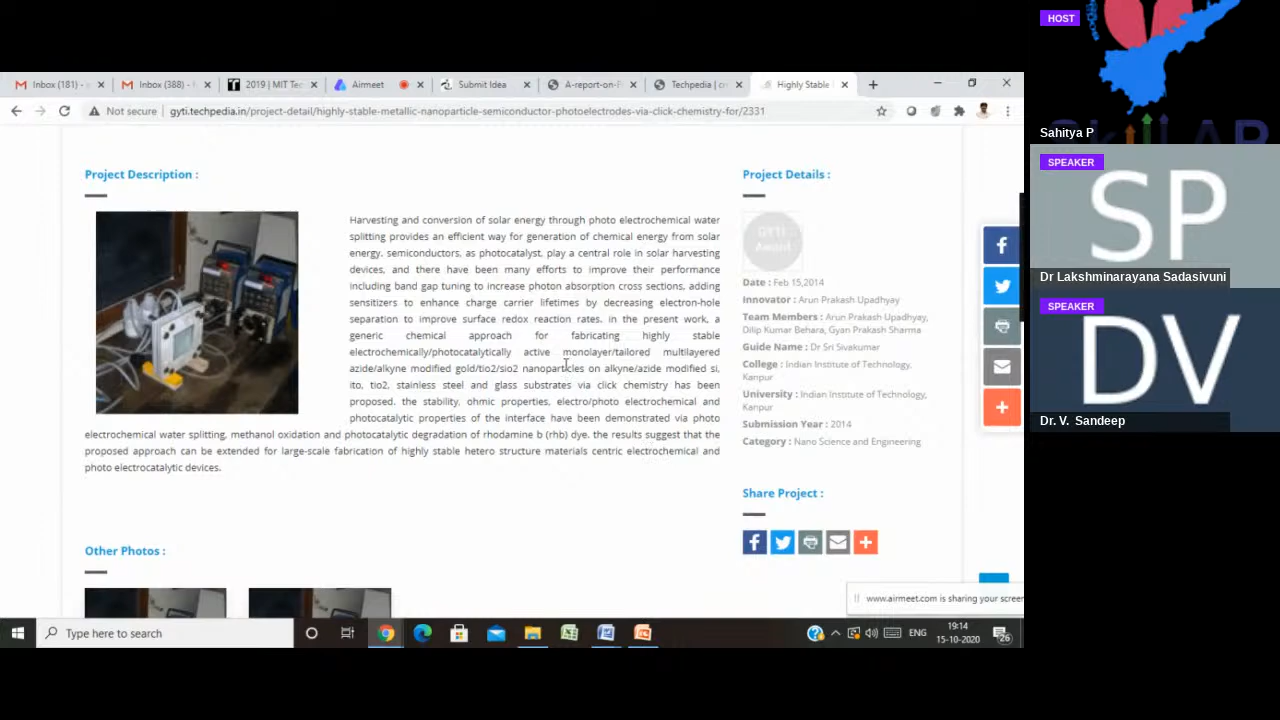 HOST
Sahitya P
SPEAKER
SP
Dr Lakshminarayana Sadasivuni
SPEAKER
DV
Dr. V. Sandeep
Inbox (181) -
Inbox (388) -
2019 | MIT Tec
Airmeet
Submit Idea
A-report-on-
Techpedia |
Highly Stable
Not secure
gyti.techpedia.in/project-detail/highly-stable-metallic-nanoparticle-semiconductor-photoelectrodes-via-click-chemistry-for/2331
Project Description :
Harvesting and conversion of solar energy through photo electrochemical water
splitting provides an efficient way for generation of chemical energy from solar
energy. semiconductors, as photocatalyst, play a central role in solar harvesting
devices, and there have been many efforts to improve their performance
including band gap tuning to increase photon absorption cross sections, adding
sensitizers to enhance charge carrier lifetimes by decreasing electron-hole
separation to improve surface redox reaction rates. in the present work, a
generic chemical approach for fabricating highly stable
electrochemically/photocatalytically active monolayer/tailored multilayered
azide/alkyne modified gold/tio2/sio2 nanoparticles on alkyne/azide modified si,
ito, tio2, stainless steel and glass substrates via click chemistry has been
proposed. the stability, ohmic properties, electro/photo electrochemical and
photocatalytic properties of the interface have been demonstrated via photo
electrochemical water splitting, methanol oxidation and photocatalytic degradation of rhodamine b (rhb) dye. the results suggest that the
proposed approach can be extended for large-scale fabrication of highly stable hetero structure materials centric electrochemical and
photo electrocatalytic devices.
Other Photos :
Project Details :
GYTI
Award
Date : Feb 15,2014
Innovator : Arun Prakash Upadhyay
Team Members : Arun Prakash Upadhyay,
Dilip Kumar Behara, Gyan Prakash Sharma
Guide Name : Dr Sri Sivakumar
College : Indian Institute of Technology,
Kanpur
University : Indian Institute of Technology,
Kanpur
Submission Year : 2014
Category : Nano Science and Engineering
Share Project :
www.airmeet.com is sharing your screen
Type here to search
ENG
19:14
15-10-2020
26